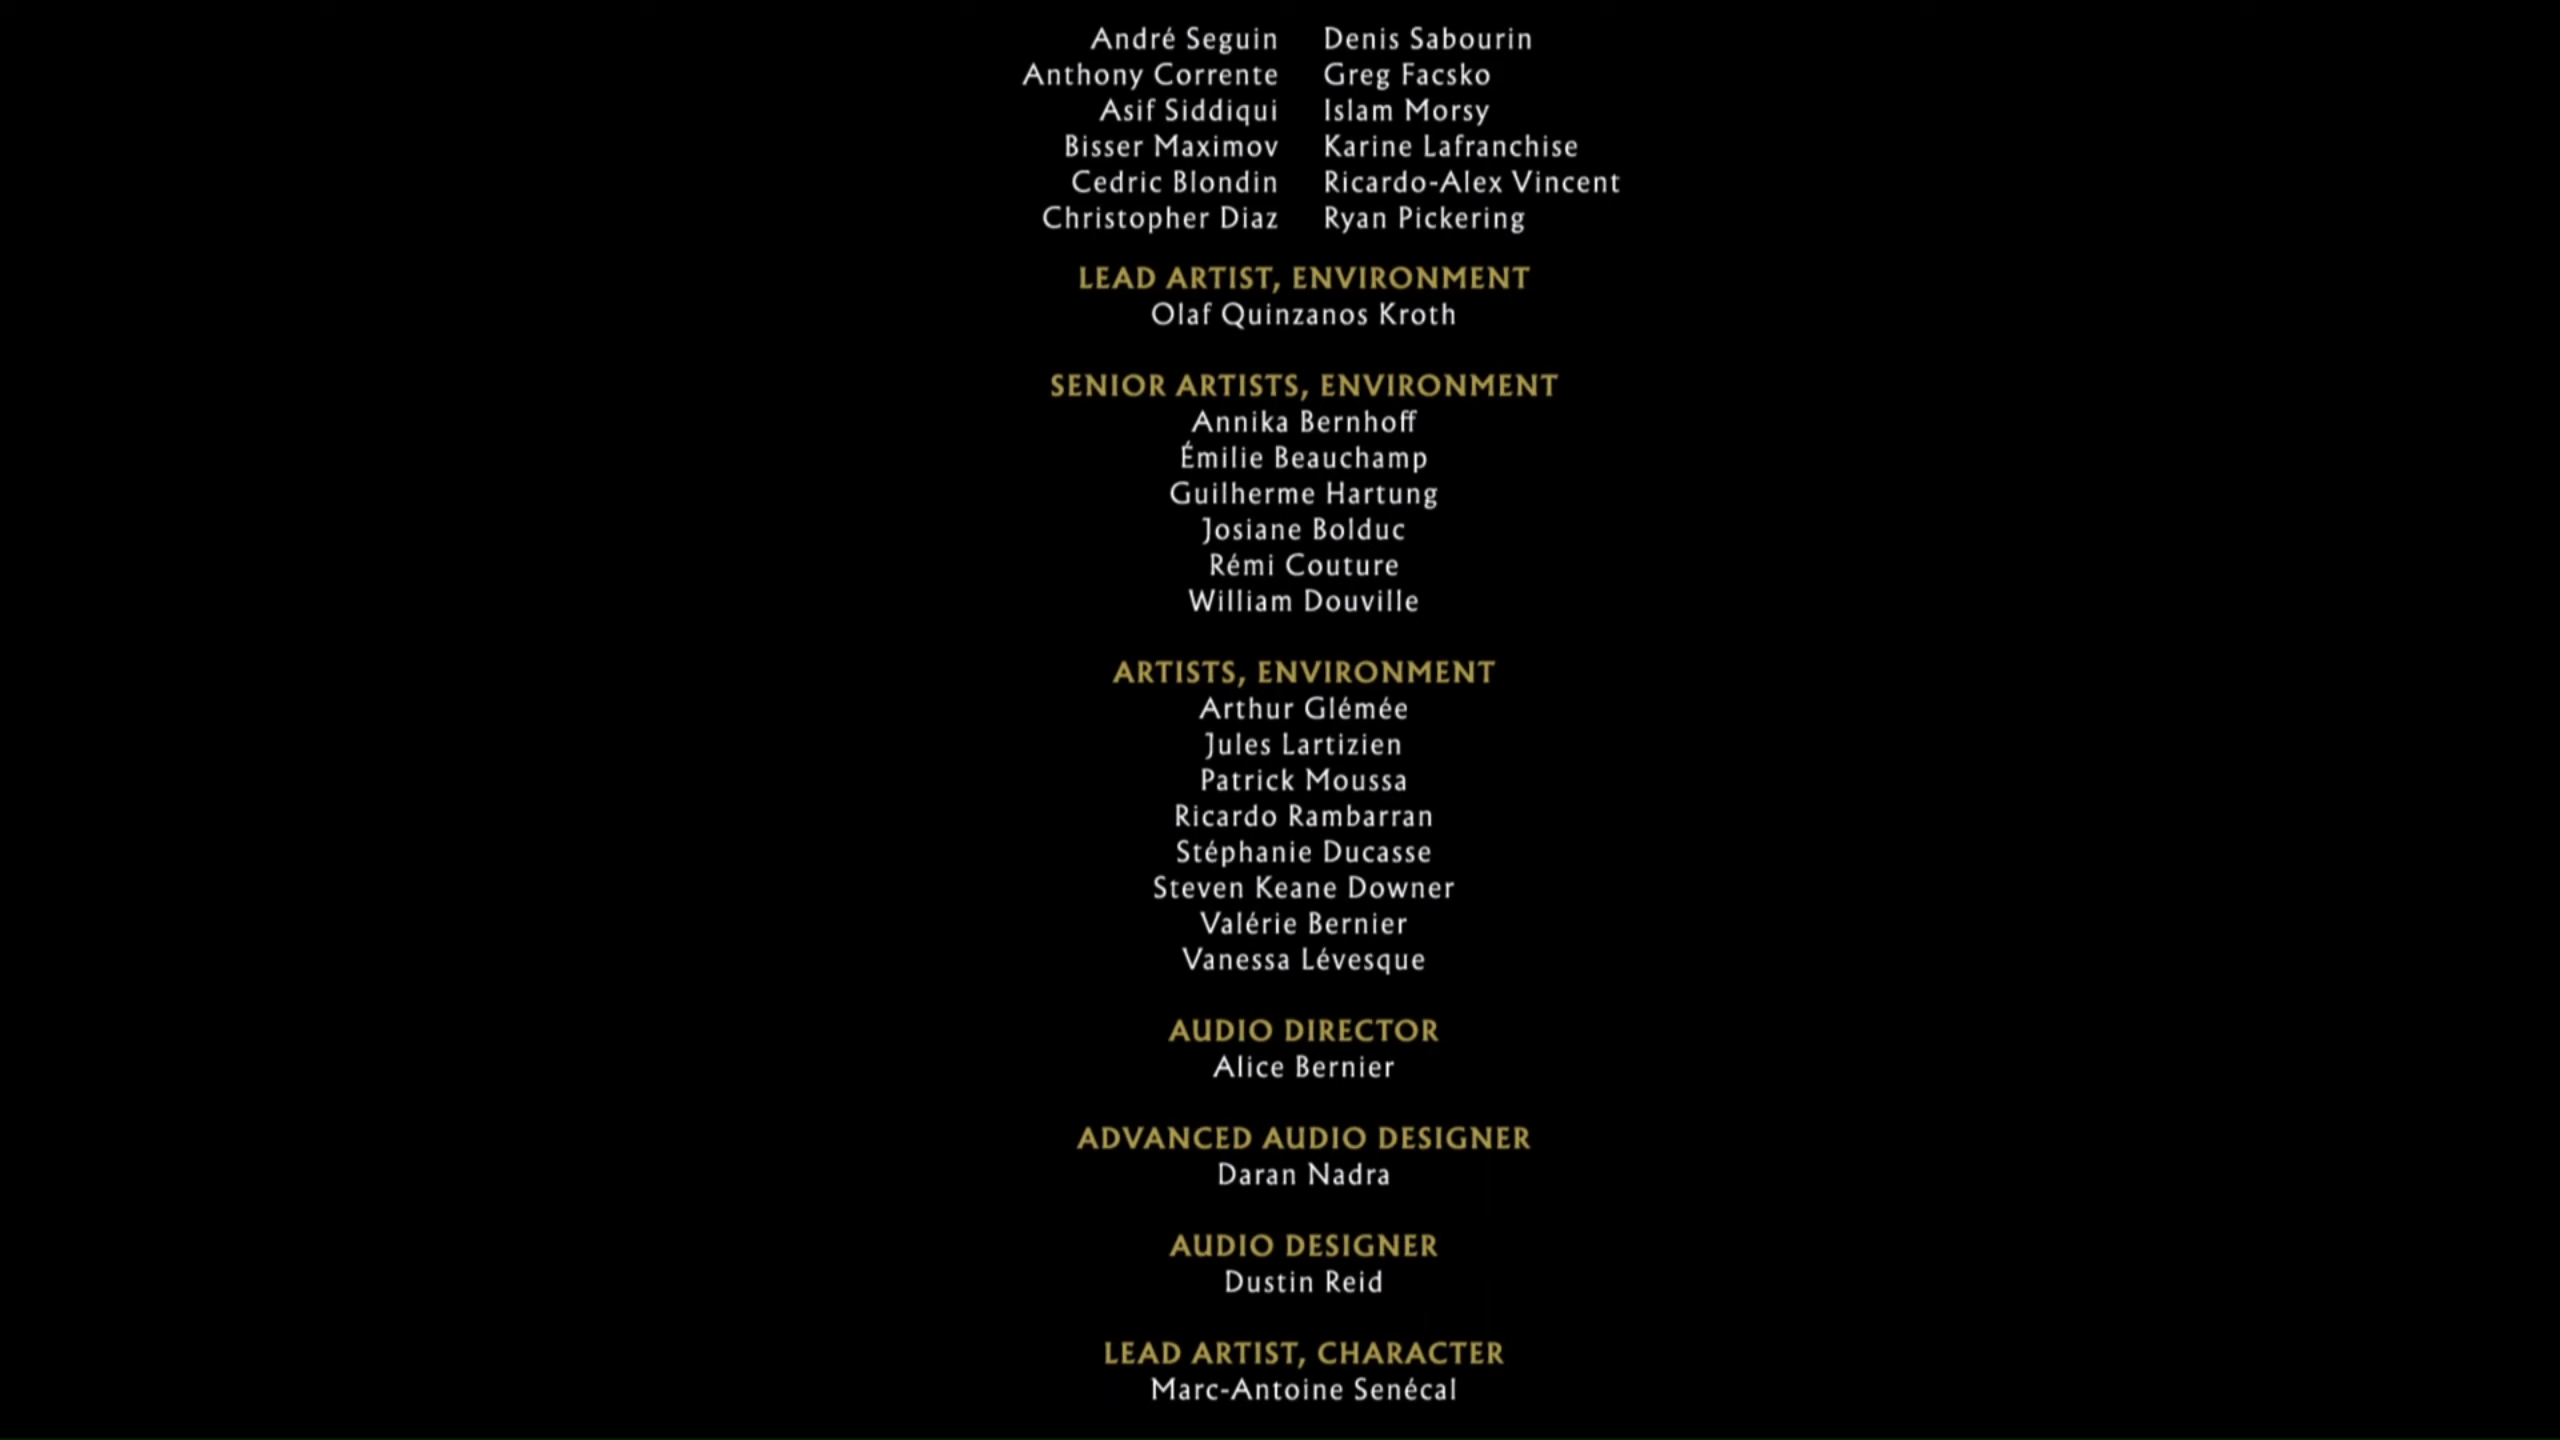 André Seguin Denis Sabourin
Anthony Corrente Greg Facsko
Asif Siddiqui Islam Morsy
Bisser Maximov Karine Lafranchise
Cedric Blondin Ricardo-Alex Vincent
Christopher Diaz Ryan Pickering
LEAD ARTIST, ENVIRONMENT
Olaf Quinzanos Kroth
SENIOR ARTISTS, ENVIRONMENT
Annika Bernhoff
Émilie Beauchamp
Guilherme Hartung
Josiane Bolduc
Rémi Couture
William Douville
ARTISTS, ENVIRONMENT
Arthur Glémée
Jules Lartizien
Patrick Moussa
Ricardo Rambarran
Stéphanie Ducasse
Steven Keane Downer
Valérie Bernier
Vanessa Lévesque
AUDIO DIRECTOR
Alice Bernier
ADVANCED AUDIO DESIGNER
Daran Nadra
AUDIO DESIGNER
Dustin Reid
LEAD ARTIST, CHARACTER
Marc-Antoine Senécal